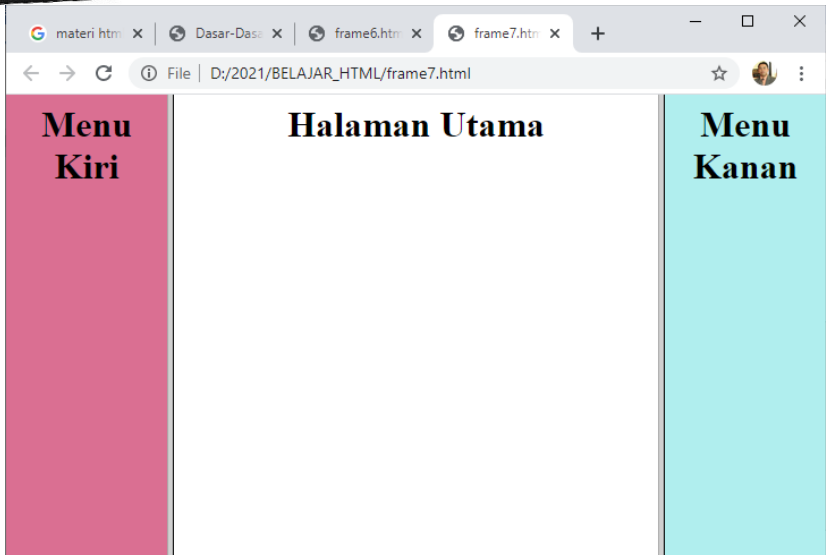 materi htm
Dasar-Dasa
frame6.htm
frame7.htm
File
D:/2021/BELAJAR_HTML/frame7.html
Menu
Kiri
Halaman Utama
Menu
Kanan